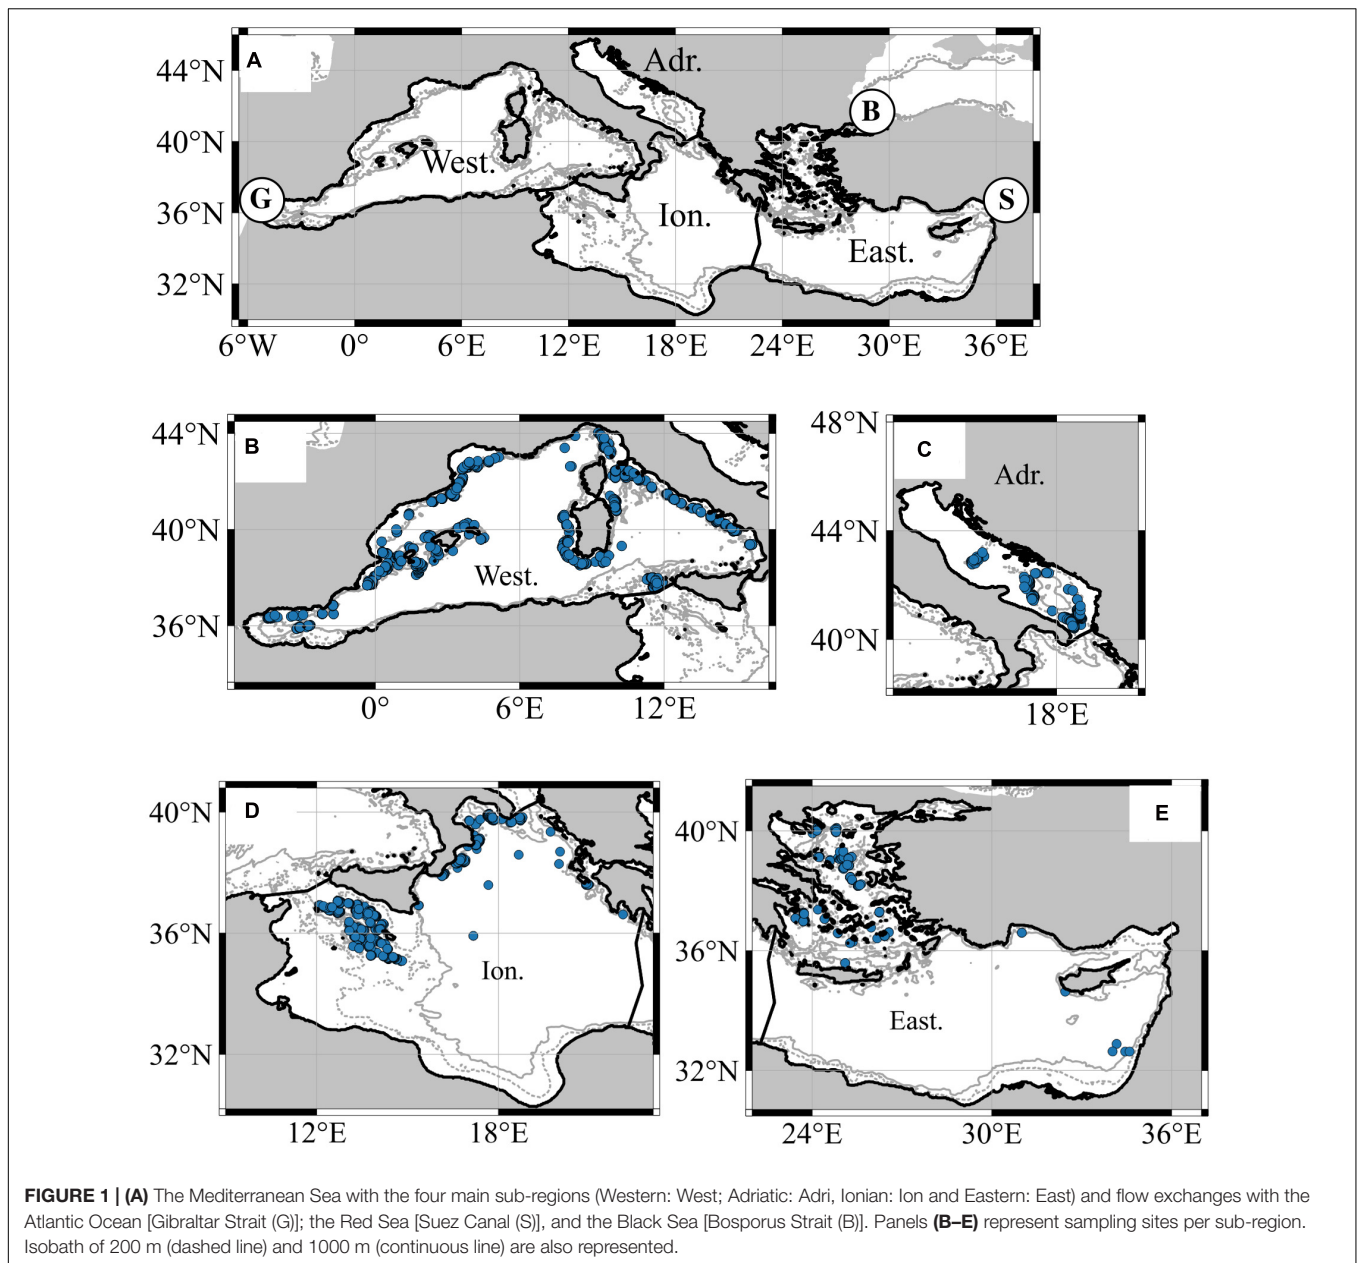 A
Adr.
44°N
B
40°N
West.
G
S
36°N
Ion.
East.
32°N
6°W 0° 6°E 12°E 18°E 24°E 30°E 36°E
B
44°N
40°N
West.
36°N
0° 6°E 12°E
48°N
C
Adr.
44°N
40°N
18°E
D
40°N
36°N
Ion.
32°N
12°E 18°E
E
40°N
36°N
East.
32°N
24°E 30°E 36°E
FIGURE 1 | (A) The Mediterranean Sea with the four main sub-regions (Western: West; Adriatic: Adri, Ionian: Ion and Eastern: East) and flow exchanges with the
Atlantic Ocean [Gibraltar Strait (G)]; the Red Sea [Suez Canal (S)], and the Black Sea [Bosporus Strait (B)]. Panels (B–E) represent sampling sites per sub-region.
Isobath of 200 m (dashed line) and 1000 m (continuous line) are also represented.